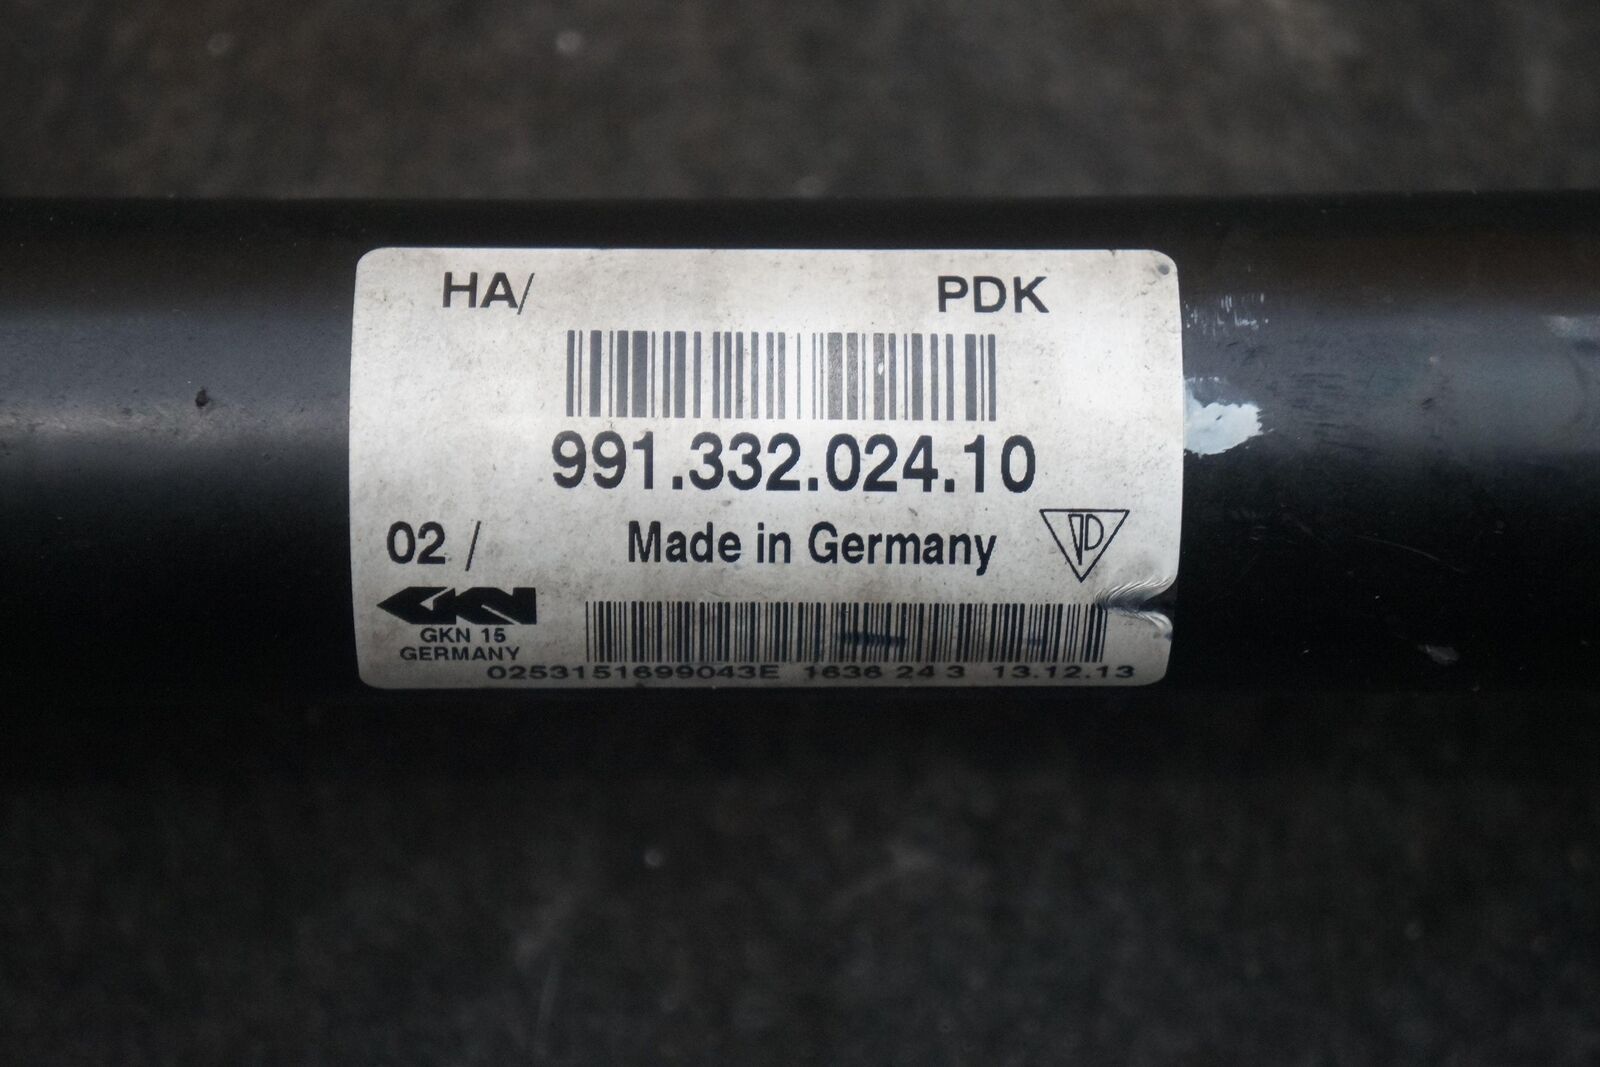 HA/ PDK
991.332.024.10
02 / Made in Germany
GKN
GKN 15
GERMANY
0253151699043E 1636 24 3 13.12.13